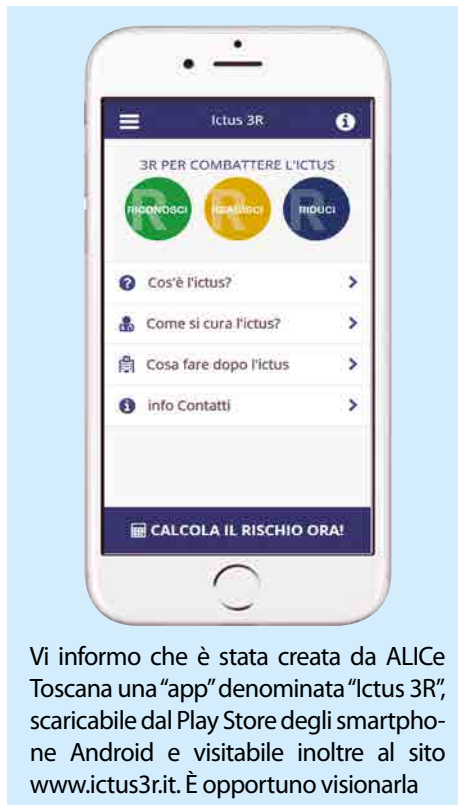 Ictus 3R
3R PER COMBATTERE L'ICTUS
RICONOSCI REAGISCI RIDUCI
Cos'è l'ictus?
Come si cura l'ictus?
Cosa fare dopo l'ictus
info Contatti
CALCOLA IL RISCHIO ORA!
Vi informo che è stata creata da ALICe
Toscana una “app” denominata “Ictus 3R”,
scaricabile dal Play Store degli smartpho-
ne Android e visitabile inoltre al sito
www.ictus3r.it. È opportuno visionarla